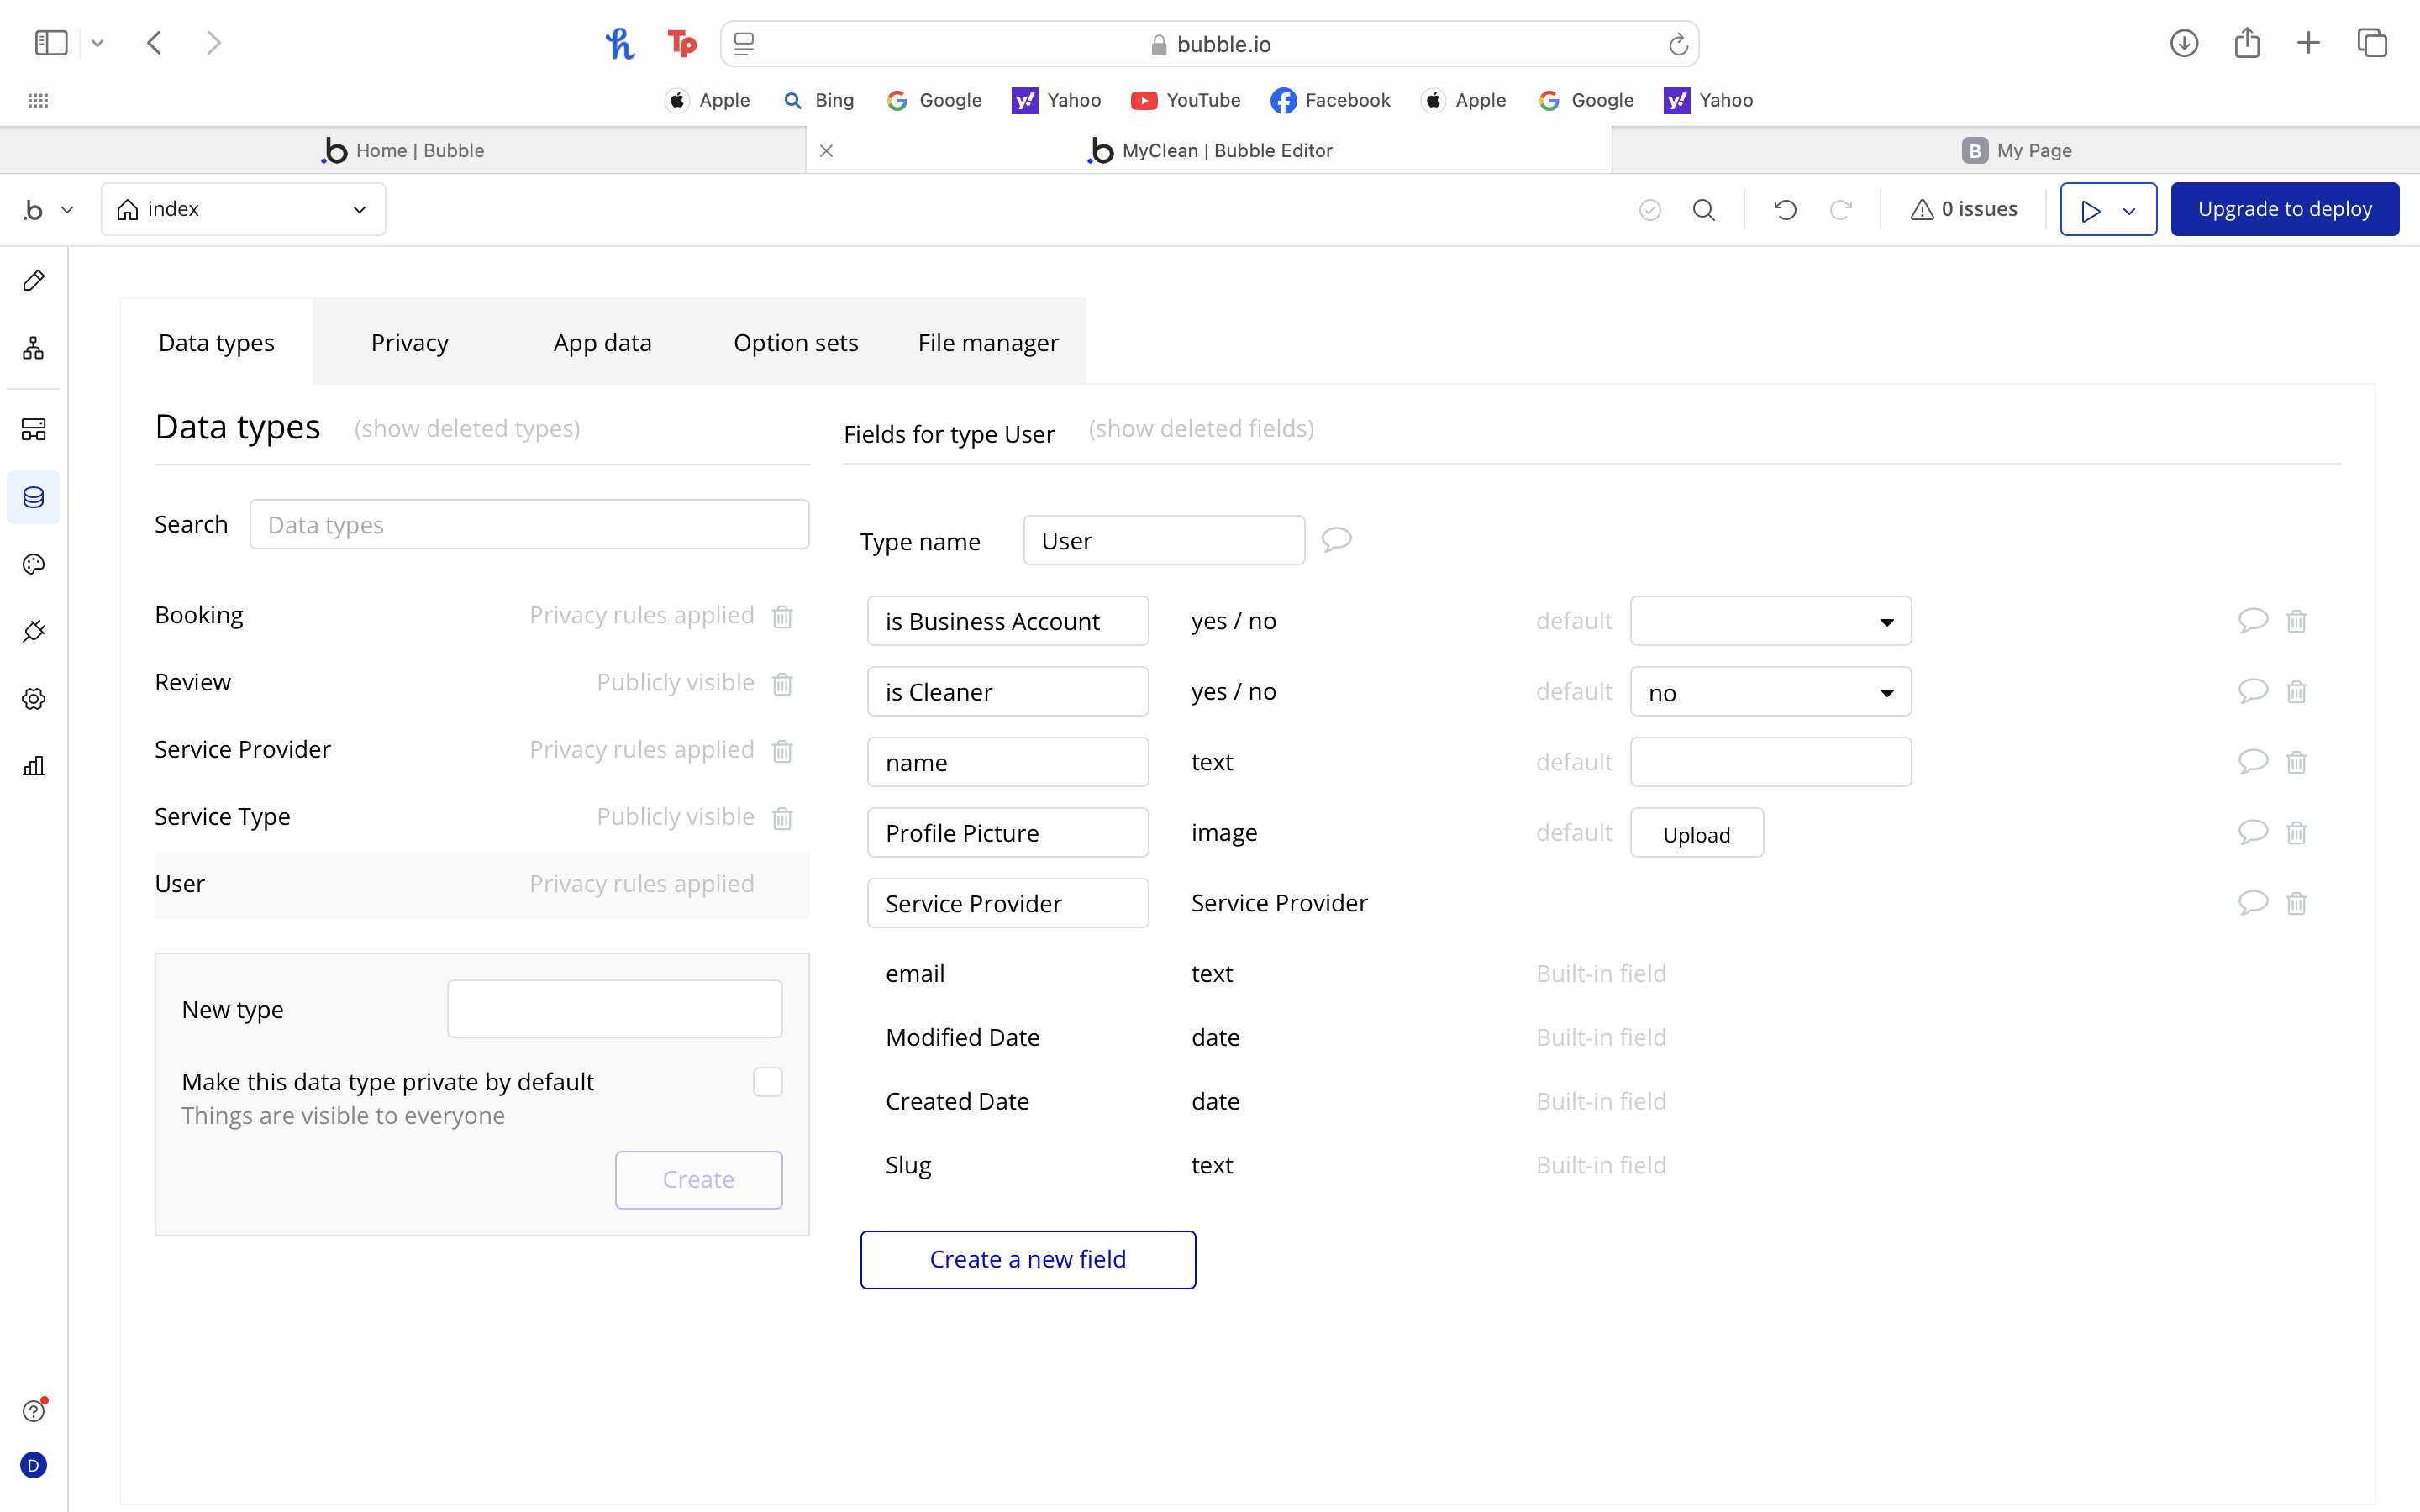 bubble.io
Apple Bing Google Yahoo YouTube Facebook Apple Google Yahoo
Home | Bubble
MyClean | Bubble Editor
B My Page
index
0 issues
Upgrade to deploy
Data types Privacy App data Option sets File manager
Data types (show deleted types)
Fields for type User (show deleted fields)
Search Data types
Type name User
Booking Privacy rules applied
Review Publicly visible
Service Provider Privacy rules applied
Service Type Publicly visible
User Privacy rules applied
New type
Make this data type private by default
Things are visible to everyone
Create
is Business Account yes / no default
is Cleaner yes / no default no
name text default
Profile Picture image default Upload
Service Provider Service Provider
email text Built-in field
Modified Date date Built-in field
Created Date date Built-in field
Slug text Built-in field
Create a new field
D